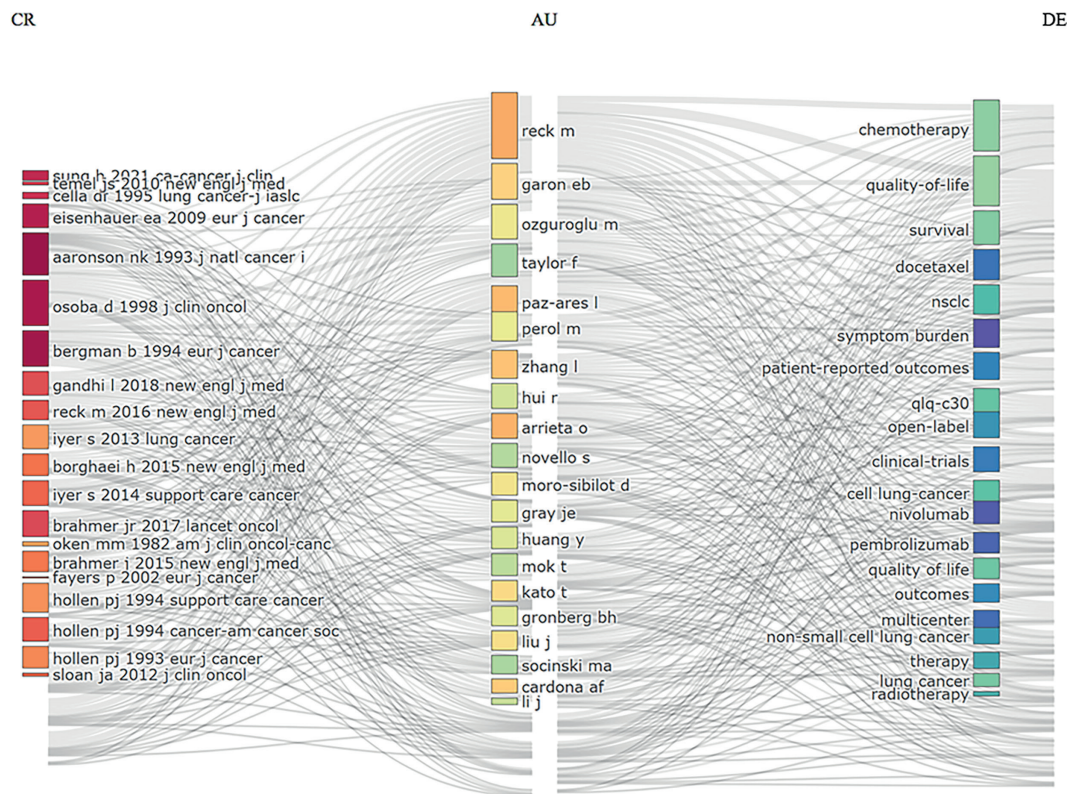 CR
AU
DE
sung h 2021 ca-cancer j clin
temel js 2010 new engl j med
cella dr 1995 lung cancer-j iaslc
eisenhauer ea 2009 eur j cancer
aaronson nk 1993 j natl cancer i
osoba d 1998 j clin oncol
bergman b 1994 eur j cancer
gandhi l 2018 new engl j med
reck m 2016 new engl j med
iyer s 2013 lung cancer
borghaei h 2015 new engl j med
iyer s 2014 support care cancer
brahmer jr 2017 lancet oncol
oken mm 1982 am j clin oncol-canc
brahmer j 2015 new engl j med
fayers p 2002 eur j cancer
hollen pj 1994 support care cancer
hollen pj 1994 cancer-am cancer soc
hollen pj 1993 eur j cancer
sloan ja 2012 j clin oncol
reck m
garon eb
ozguroglu m
taylor f
paz-ares l
perol m
zhang l
hui r
arrieta o
novello s
moro-sibilot d
gray je
huang y
mok t
kato t
gronberg bh
liu j
socinski ma
cardona af
li j
chemotherapy
quality-of-life
survival
docetaxel
nsclc
symptom burden
patient-reported outcomes
qlq-c30
open-label
clinical-trials
cell lung-cancer
nivolumab
pembrolizumab
quality of life
outcomes
multicenter
non-small cell lung cancer
therapy
lung cancer
radiotherapy